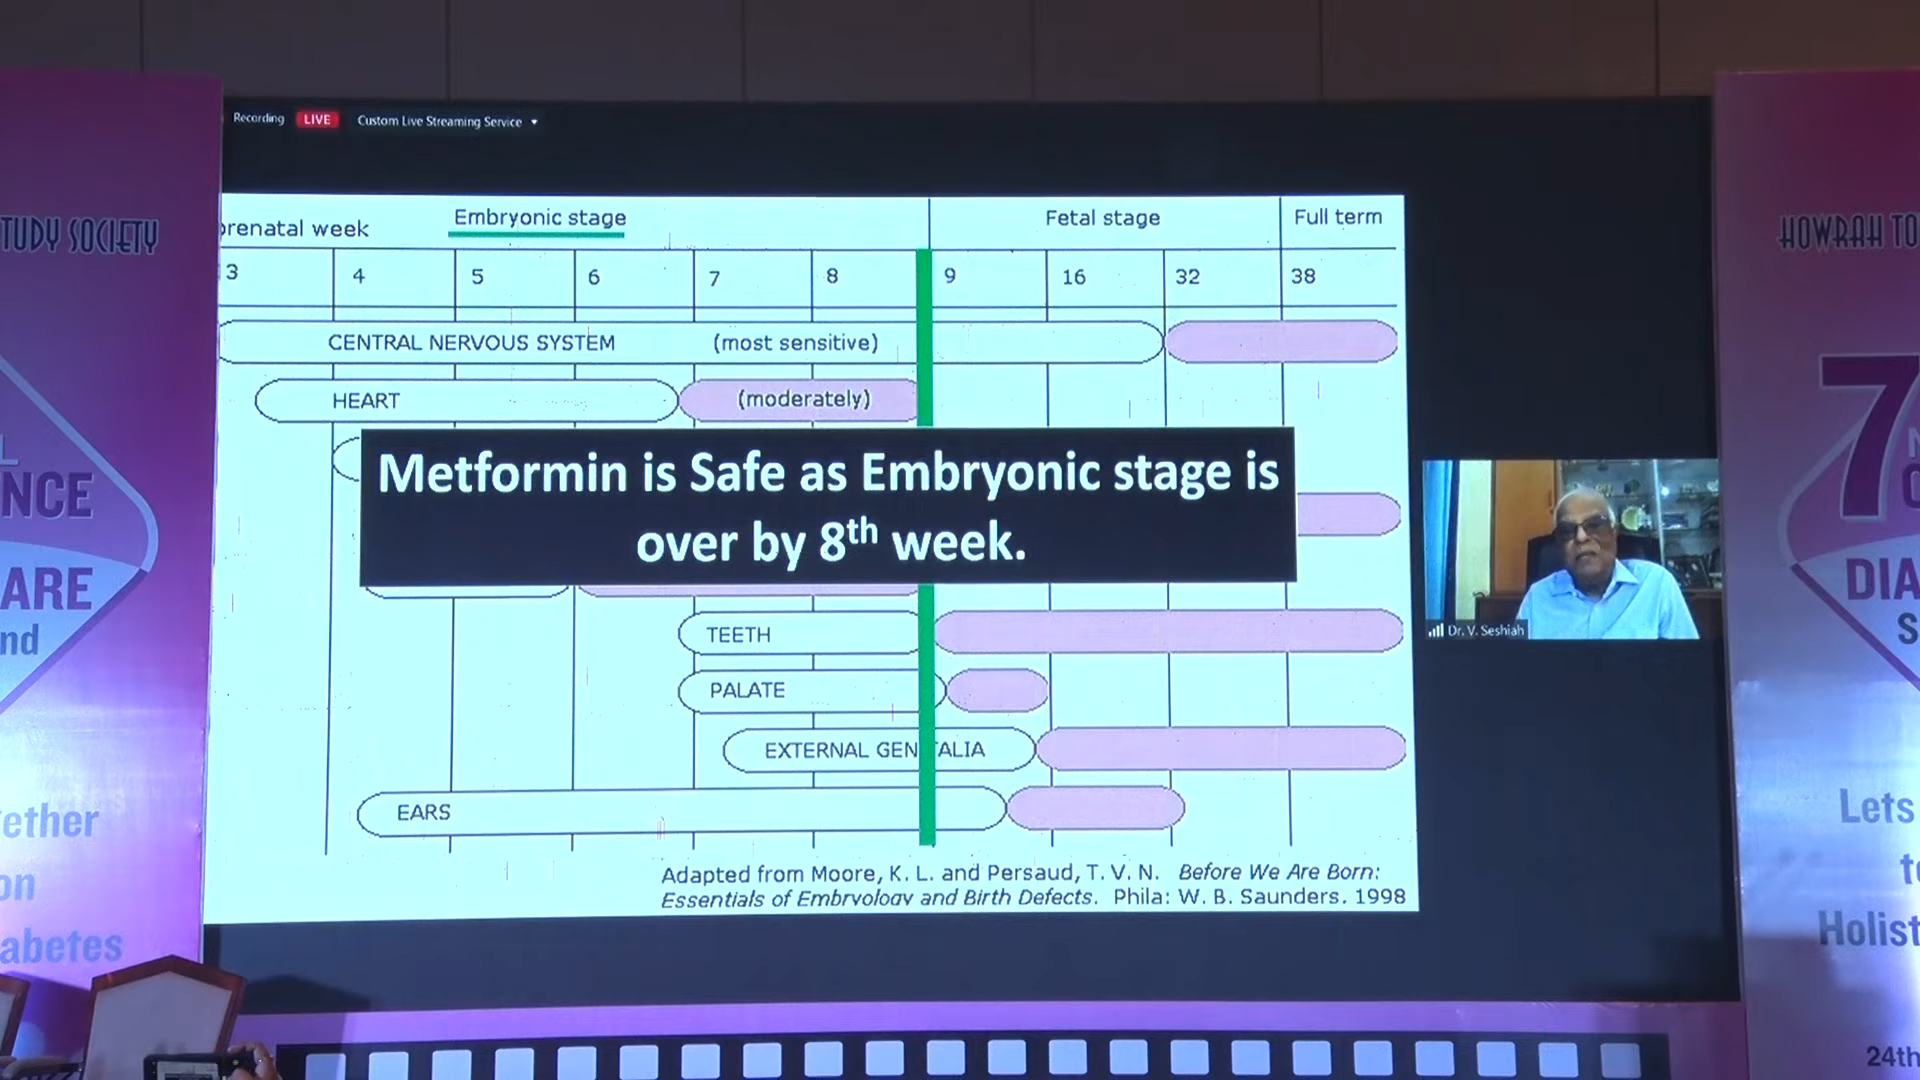 Recording LIVE Custom Live Streaming Service
TUDY SOCIETY
NCE
ARE
nd
ether
on
abetes
prenatal week Embryonic stage Fetal stage Full term
3 4 5 6 7 8 9 16 32 38
CENTRAL NERVOUS SYSTEM (most sensitive)
HEART (moderately)
Metformin is Safe as Embryonic stage is
over by 8th week.
TEETH
PALATE
EXTERNAL GENITALIA
EARS
Adapted from Moore, K. L. and Persaud, T. V. N. Before We Are Born:
Essentials of Embryology and Birth Defects. Phila: W. B. Saunders. 1998
Dr. V. Seshiah
HOWRAH TO
7
DIA
S
Lets
to
Holist
24th